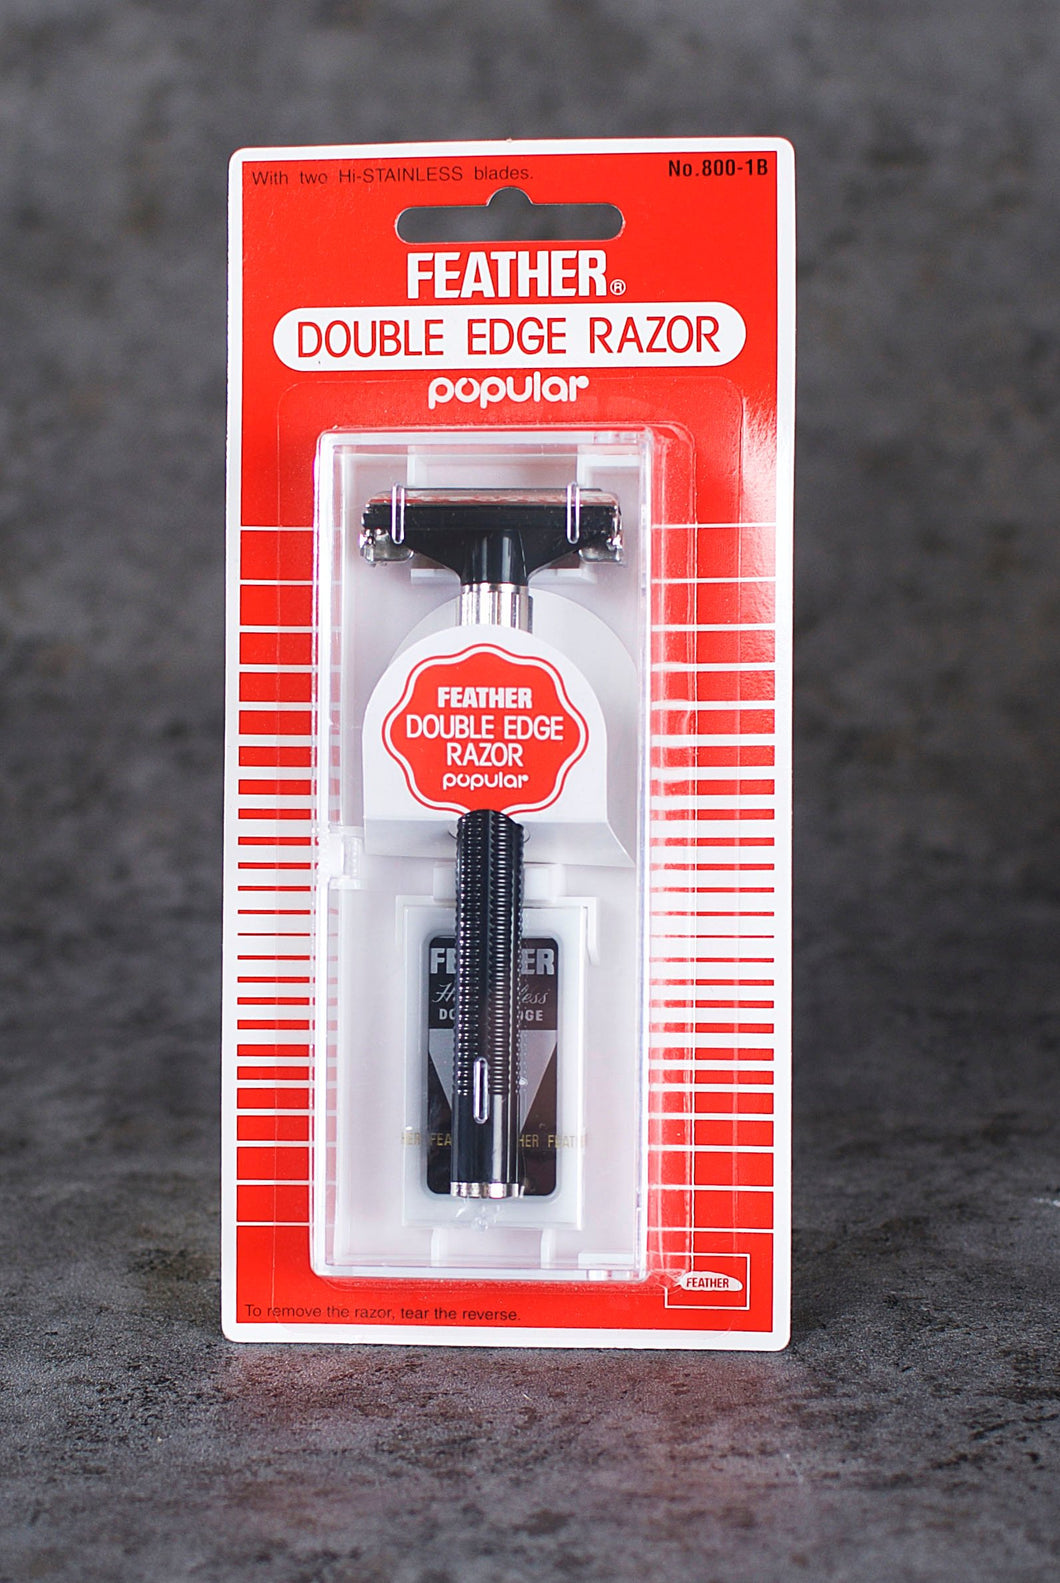 With two Hi-STAINLESS blades.
No.800-1B
FEATHER®
DOUBLE EDGE RAZOR
popular
FEATHER
DOUBLE EDGE
RAZOR
popular
FEATHER
To remove the razor, tear the reverse.